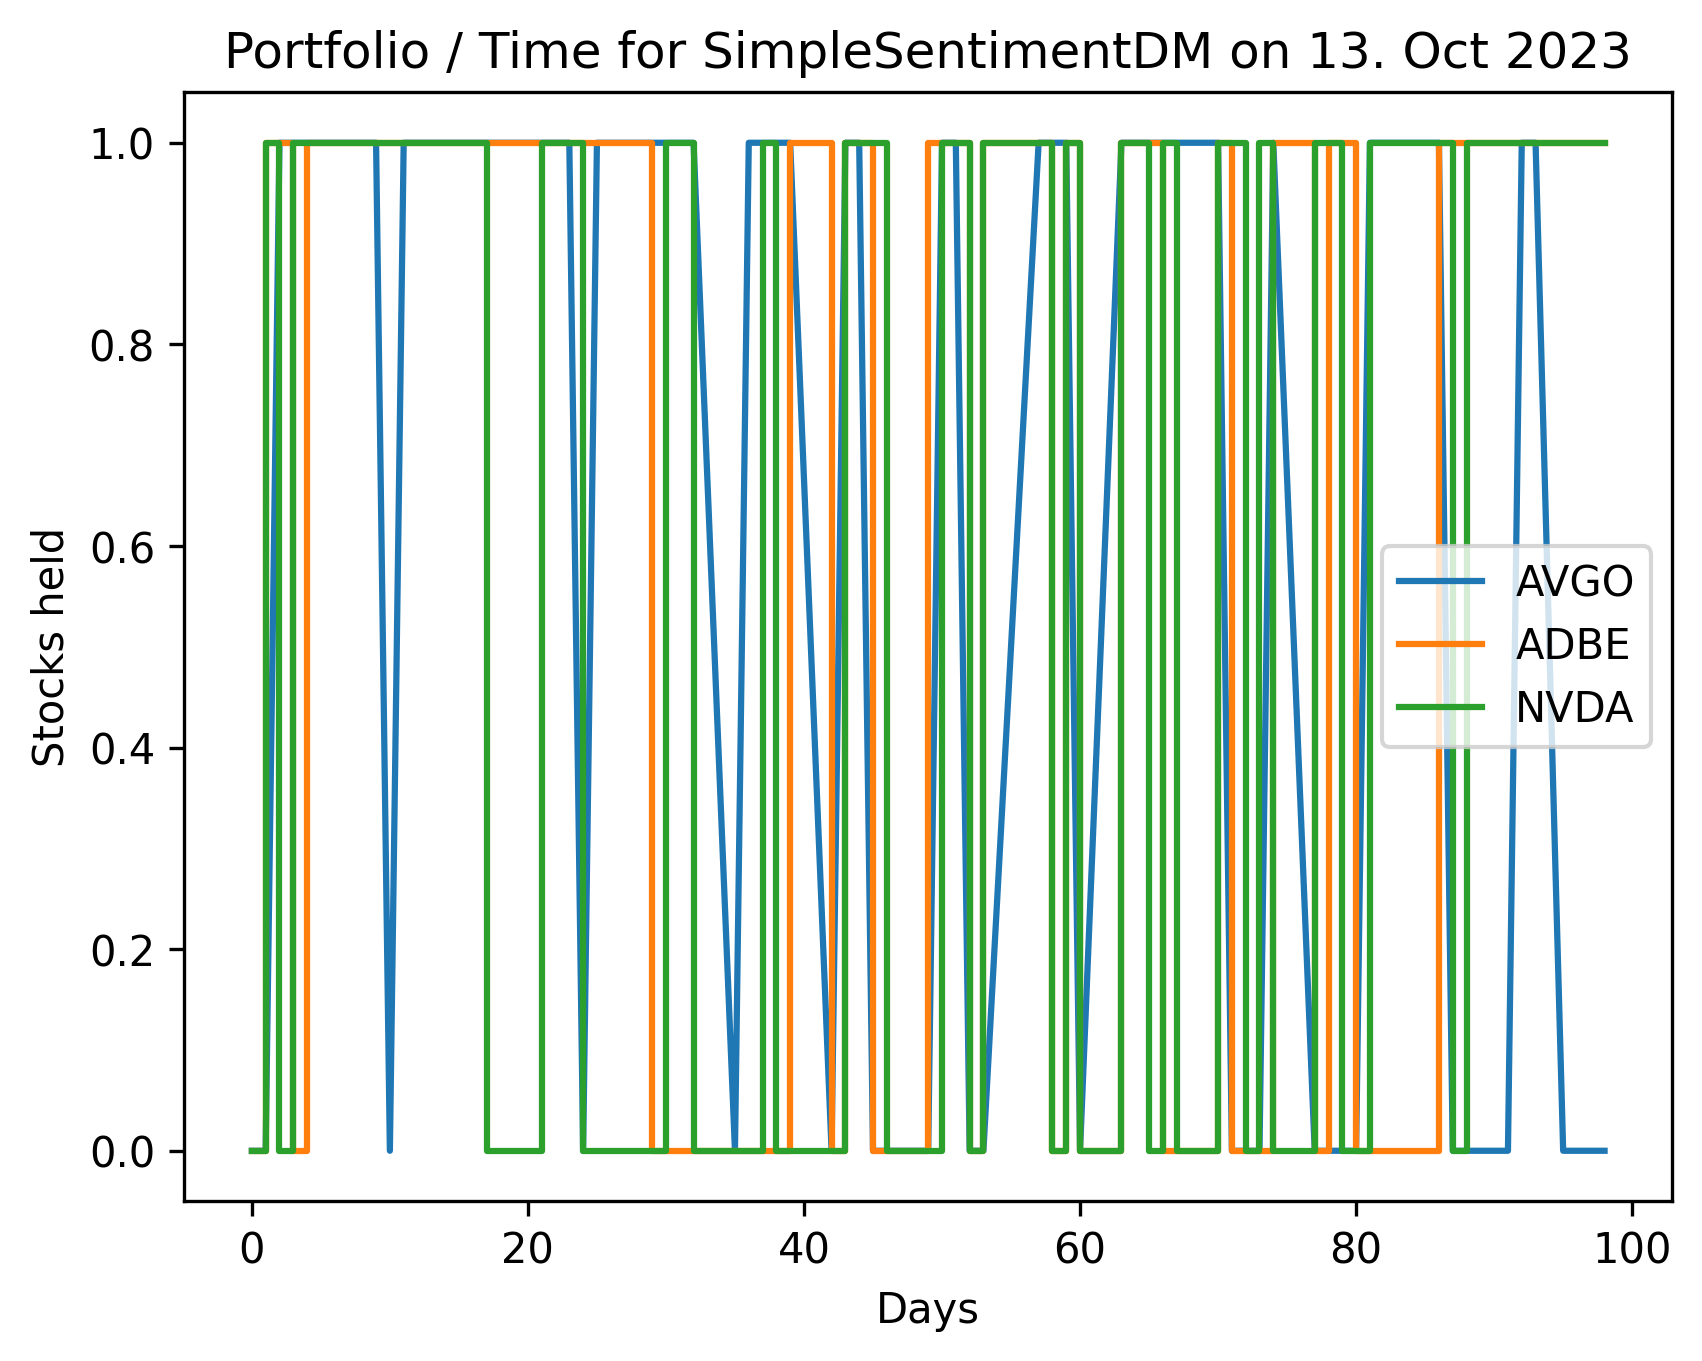 Portfolio / Time for SimpleSentimentDM on 13. Oct 2023
1.0
0.8
0.6
0.4
0.2
0.0
Stocks held
AVGO
ADBE
NVDA
0 20 40 60 80 100
Days